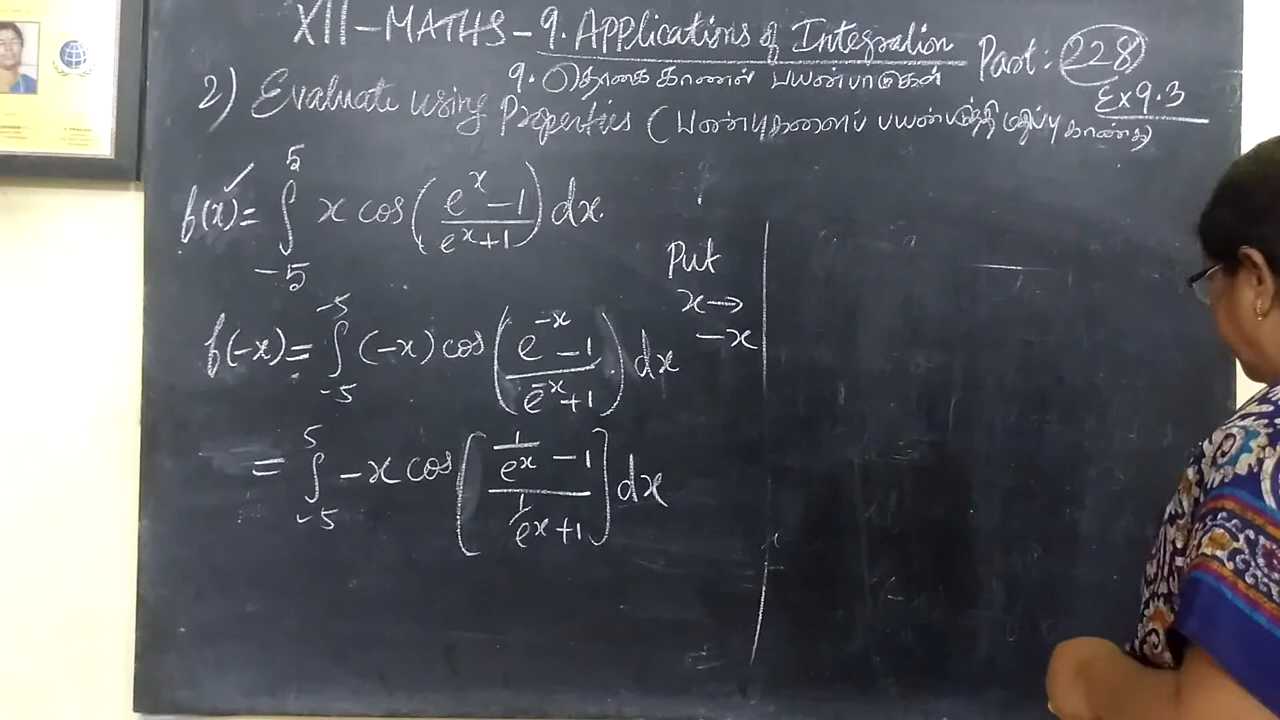 XII - MATHS - 9. Applications of Integration Part: 228
9. தொகை காணல் பயன்பாடுகள் Ex 9.3
2) Evaluate using Properties (பண்புகளைப் பயன்படுத்தி மதிப்பு காண்க)
f(x) = ∫₋₅⁵ x cos((eˣ-1)/(eˣ+1)) dx.
Put
x →
-x
f(-x) = ∫₋₅⁻⁵ (-x) cos((e⁻ˣ-1)/(e⁻ˣ+1)) dx
= ∫₋₅⁵ -x cos[(1/eˣ - 1)/(1/eˣ + 1)] dx